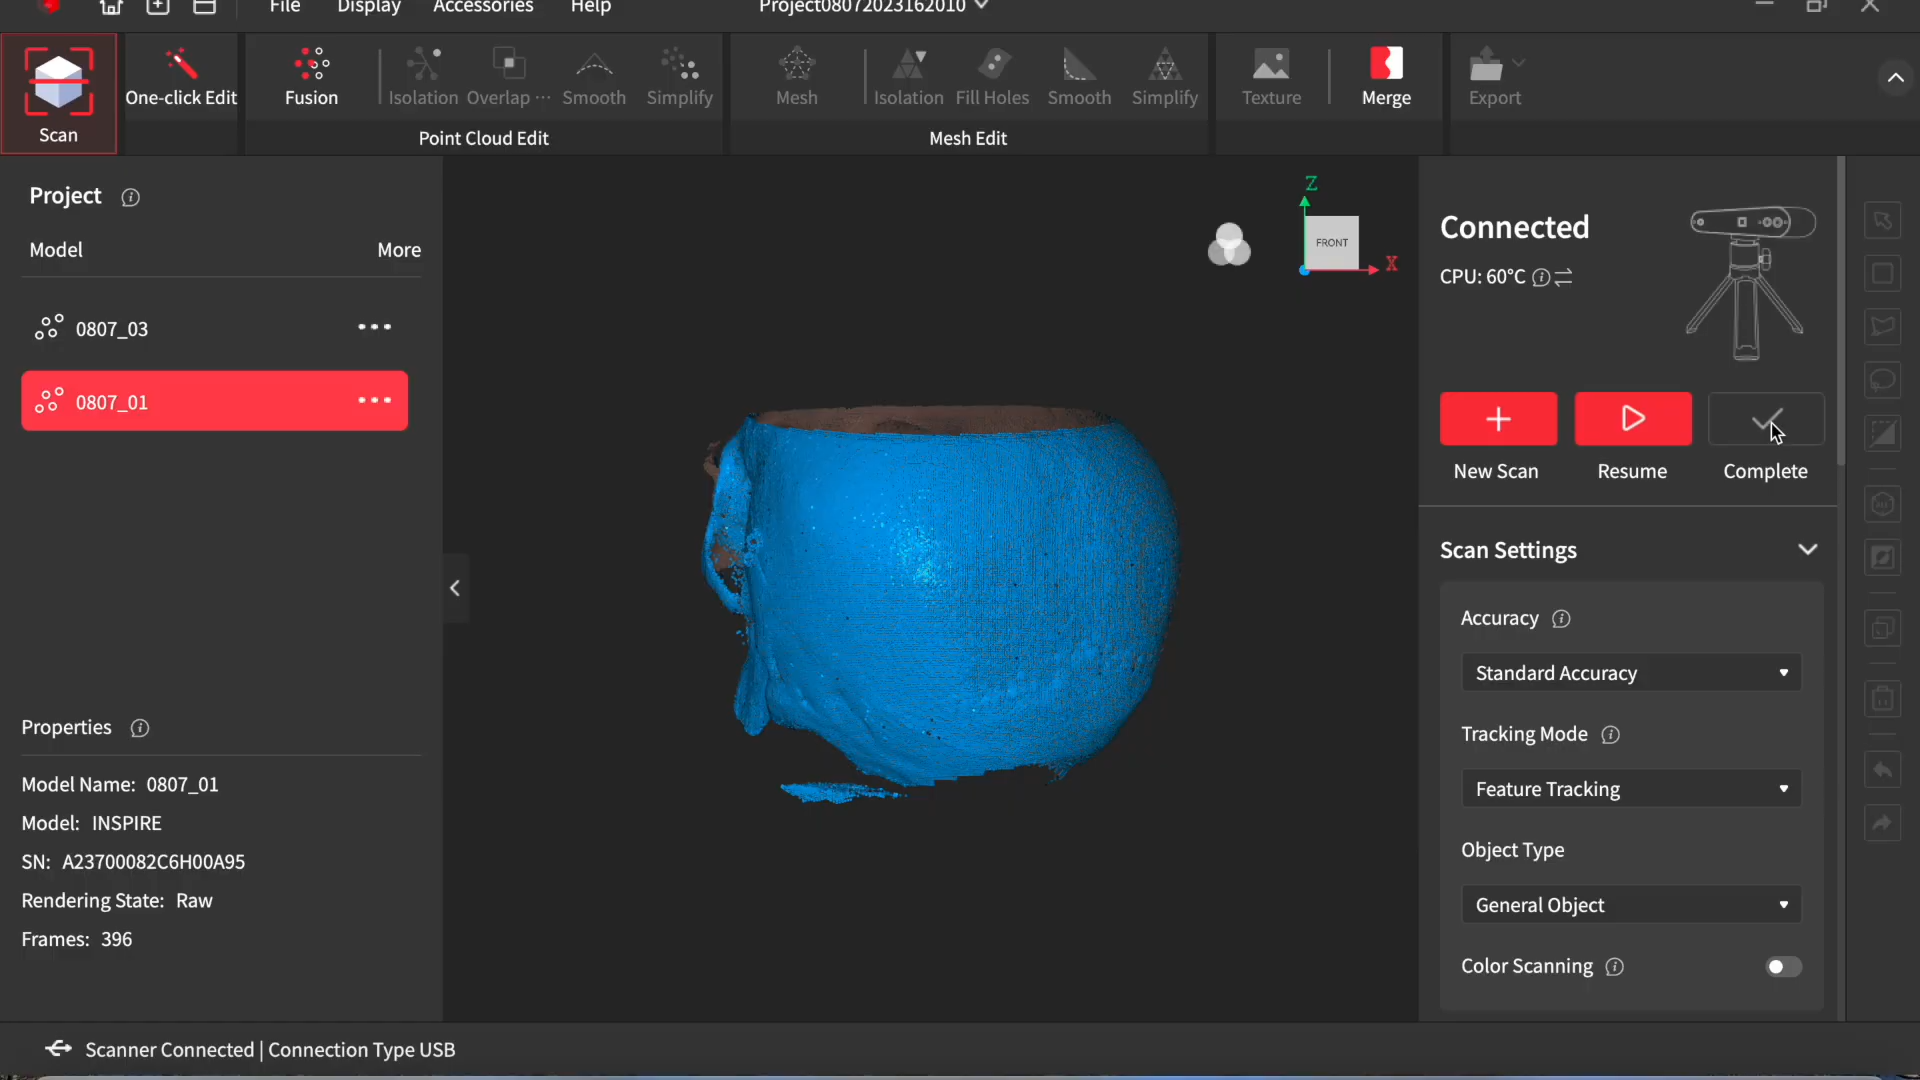 File Display Accessories Help Project08072023162010
Scan
One-click Edit
Fusion
Isolation Overlap ··· Smooth Simplify
Point Cloud Edit
Mesh
Isolation Fill Holes Smooth Simplify
Mesh Edit
Texture
Merge
Export
Project
Model More
0807_03
0807_01
Properties
Model Name: 0807_01
Model: INSPIRE
SN: A23700082C6H00A95
Rendering State: Raw
Frames: 396
Z
FRONT
X
Connected
CPU: 60°C
New Scan Resume Complete
Scan Settings
Accuracy
Standard Accuracy
Tracking Mode
Feature Tracking
Object Type
General Object
Color Scanning
Scanner Connected | Connection Type USB